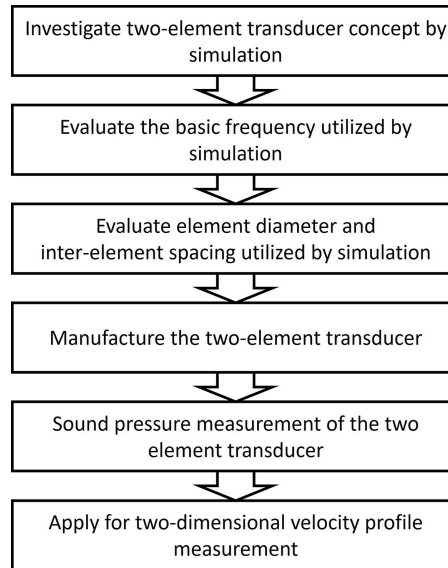 Investigate two-element transducer concept by
simulation
Evaluate the basic frequency utilized by
simulation
Evaluate element diameter and
inter-element spacing utilized by simulation
Manufacture the two-element transducer
Sound pressure measurement of the two
element transducer
Apply for two-dimensional velocity profile
measurement